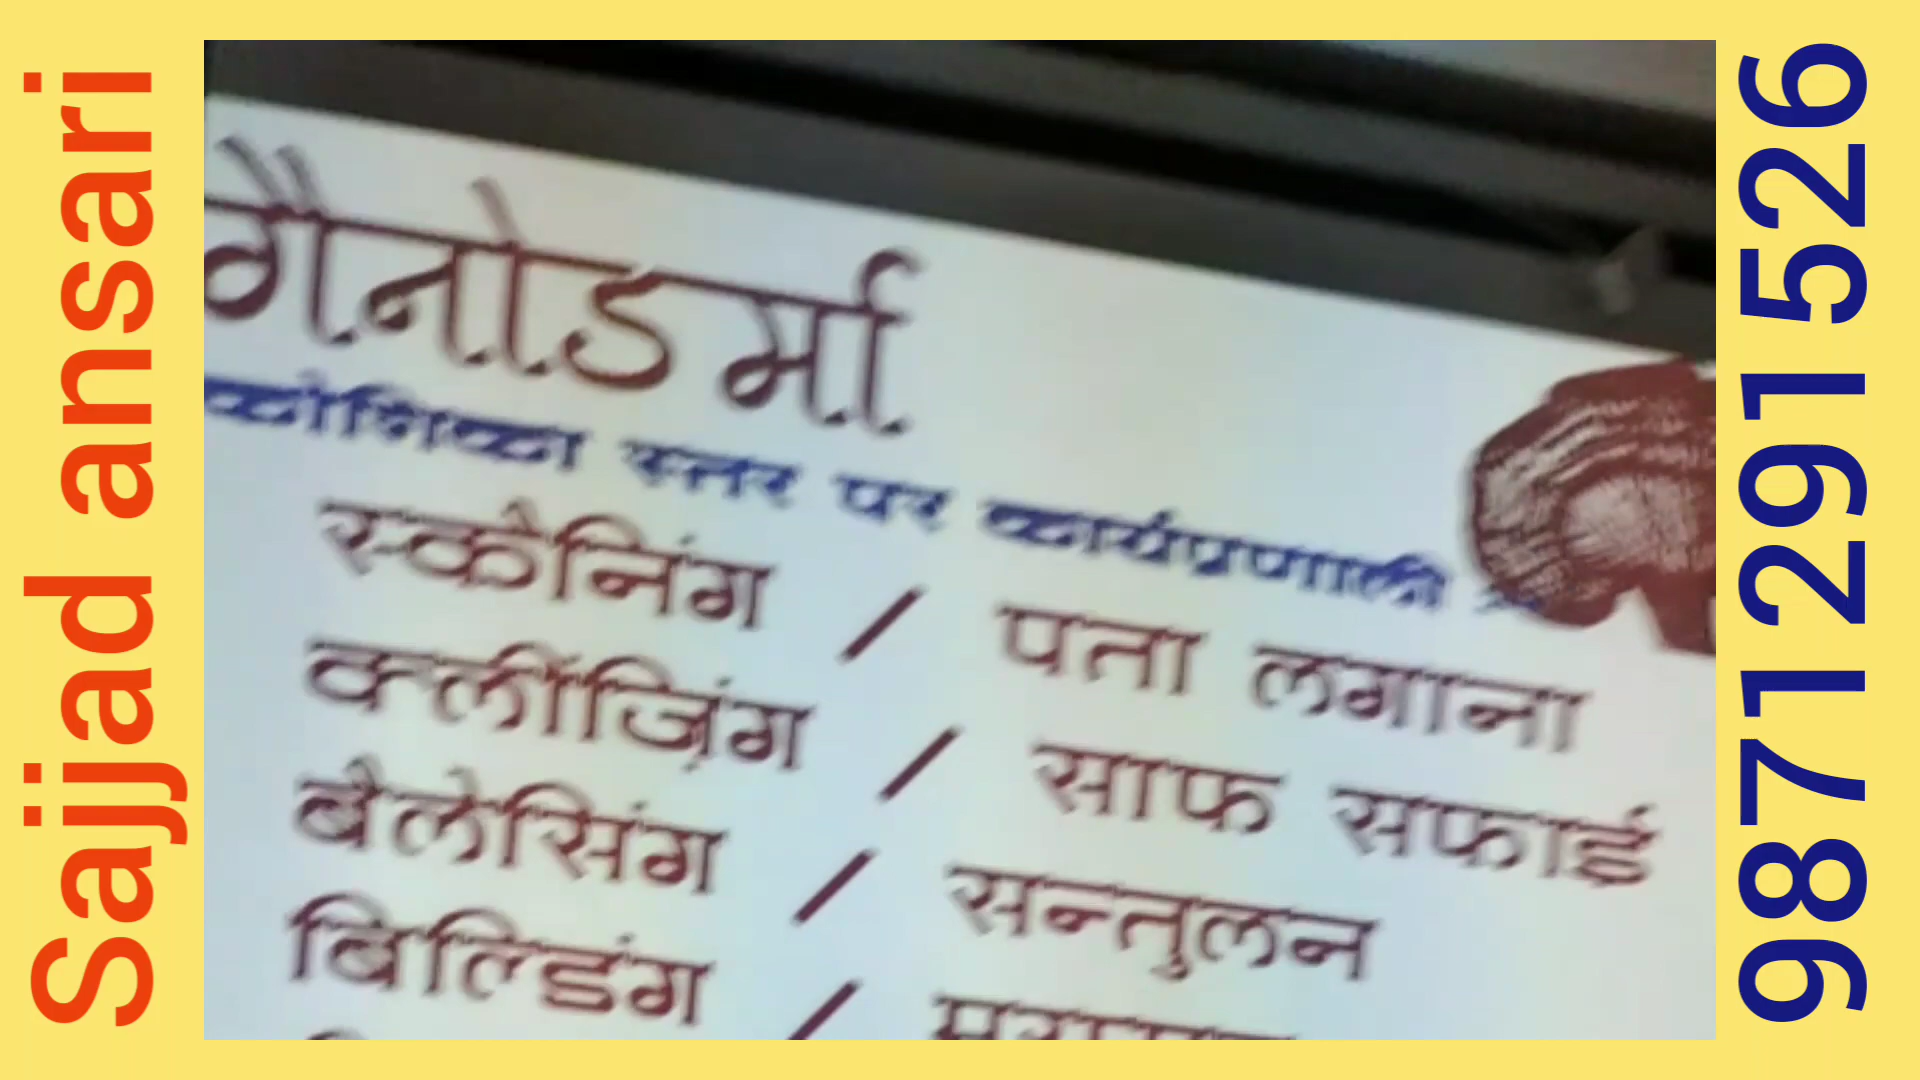 Sajjad ansari
गैनोडर्मा
कोशिका स्तर पर कार्यप्रणाली
स्कैनिंग / पता लगाना
क्लींज़िंग / साफ सफाई
बैलेसिंग / सन्तुलन
बिल्डिंग /
9871291526